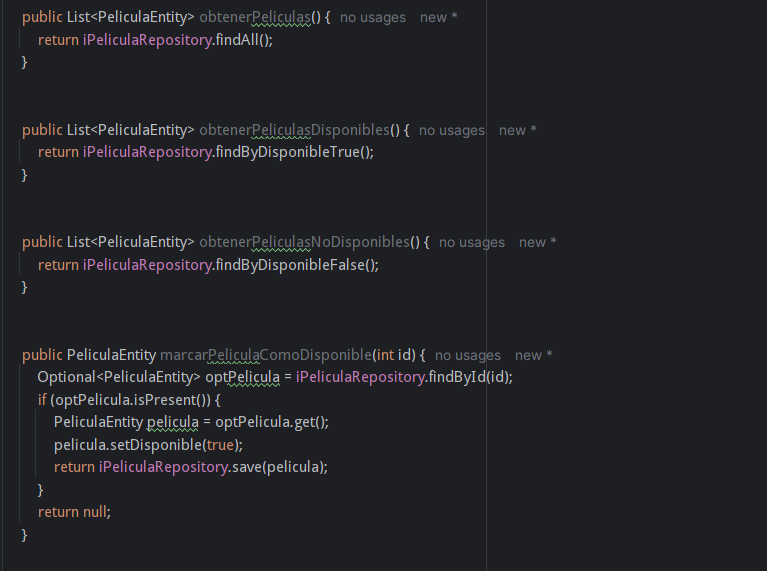 public List<PeliculaEntity> obtenerPeliculas() { no usages new *
return iPeliculaRepository.findAll();
}
public List<PeliculaEntity> obtenerPeliculasDisponibles() { no usages new *
return iPeliculaRepository.findByDisponibleTrue();
}
public List<PeliculaEntity> obtenerPeliculasNoDisponibles() { no usages new *
return iPeliculaRepository.findByDisponibleFalse();
}
public PeliculaEntity marcarPeliculaComoDisponible(int id) { no usages new *
Optional<PeliculaEntity> optPelicula = iPeliculaRepository.findById(id);
if (optPelicula.isPresent()) {
PeliculaEntity pelicula = optPelicula.get();
pelicula.setDisponible(true);
return iPeliculaRepository.save(pelicula);
}
return null;
}